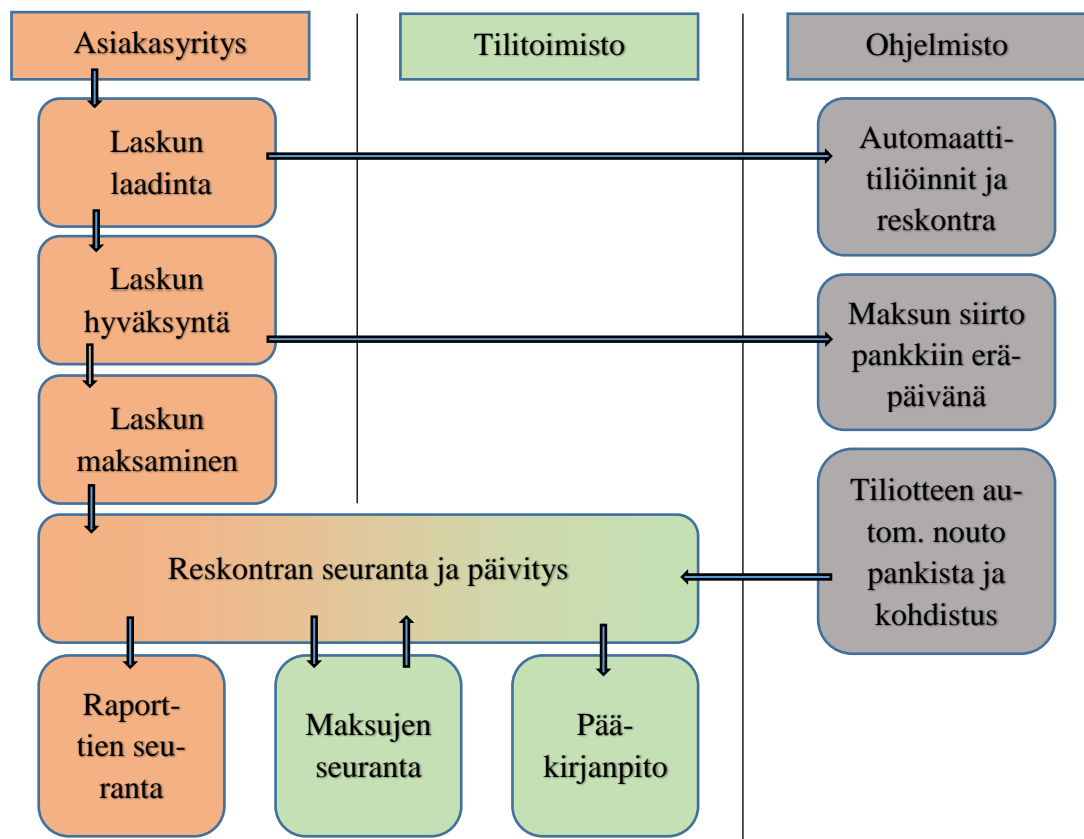 Asiakasyritys
Tilitoimisto
Ohjelmisto
Laskun
laadinta
Automaatti-
tiliöinnit ja
reskontra
Laskun
hyväksyntä
Maksun siirto
pankkiin erä-
päivänä
Laskun
maksaminen
Tiliotteen au-
tom. nouto
pankista ja
kohdistus
Reskontran seuranta ja päivitys
Raport-
tien seu-
ranta
Maksujen
seuranta
Pää-
kirjanpito